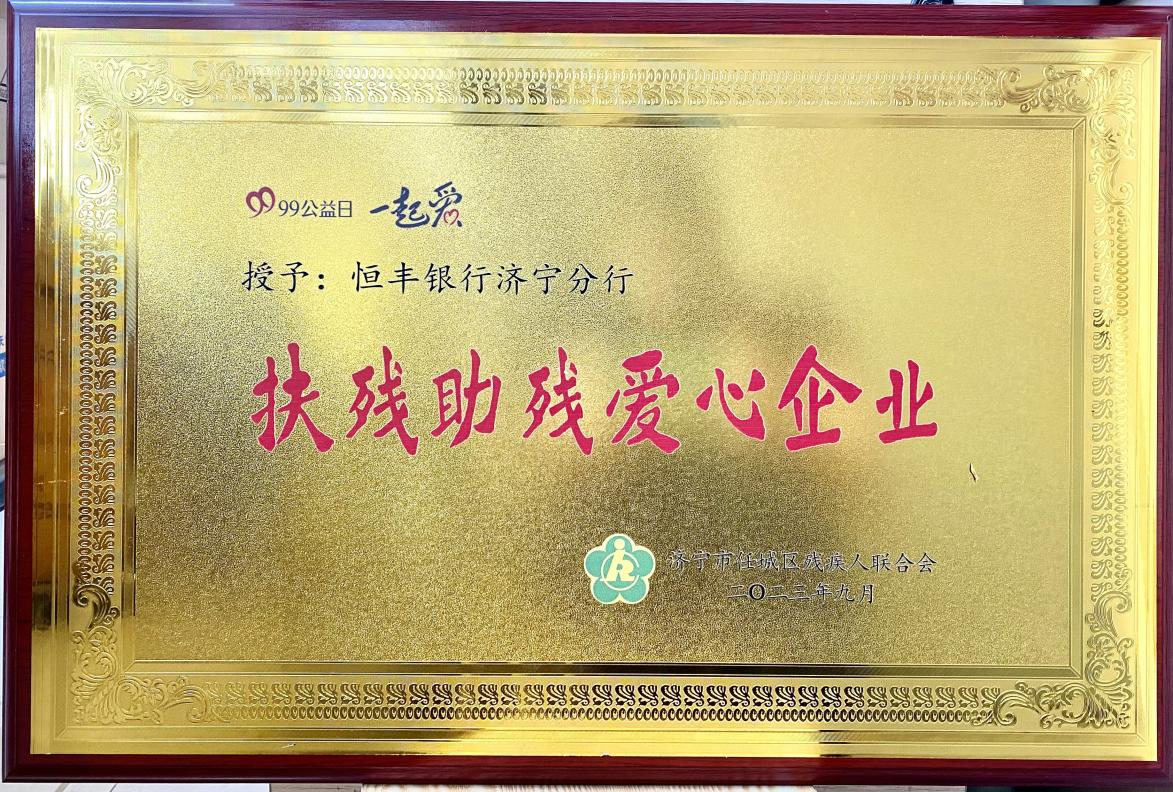 99公益日 一起爱
授予：恒丰银行济宁分行
扶残助残爱心企业
济宁市任城区残疾人联合会
二〇二三年九月